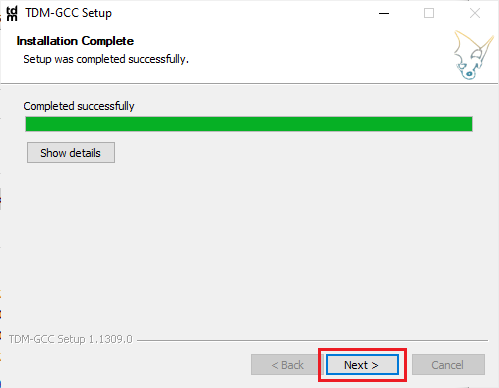 tdm TDM-GCC Setup
Installation Complete
Setup was completed successfully.
Completed successfully
Show details
TDM-GCC Setup 1.1309.0
< Back Next > Cancel